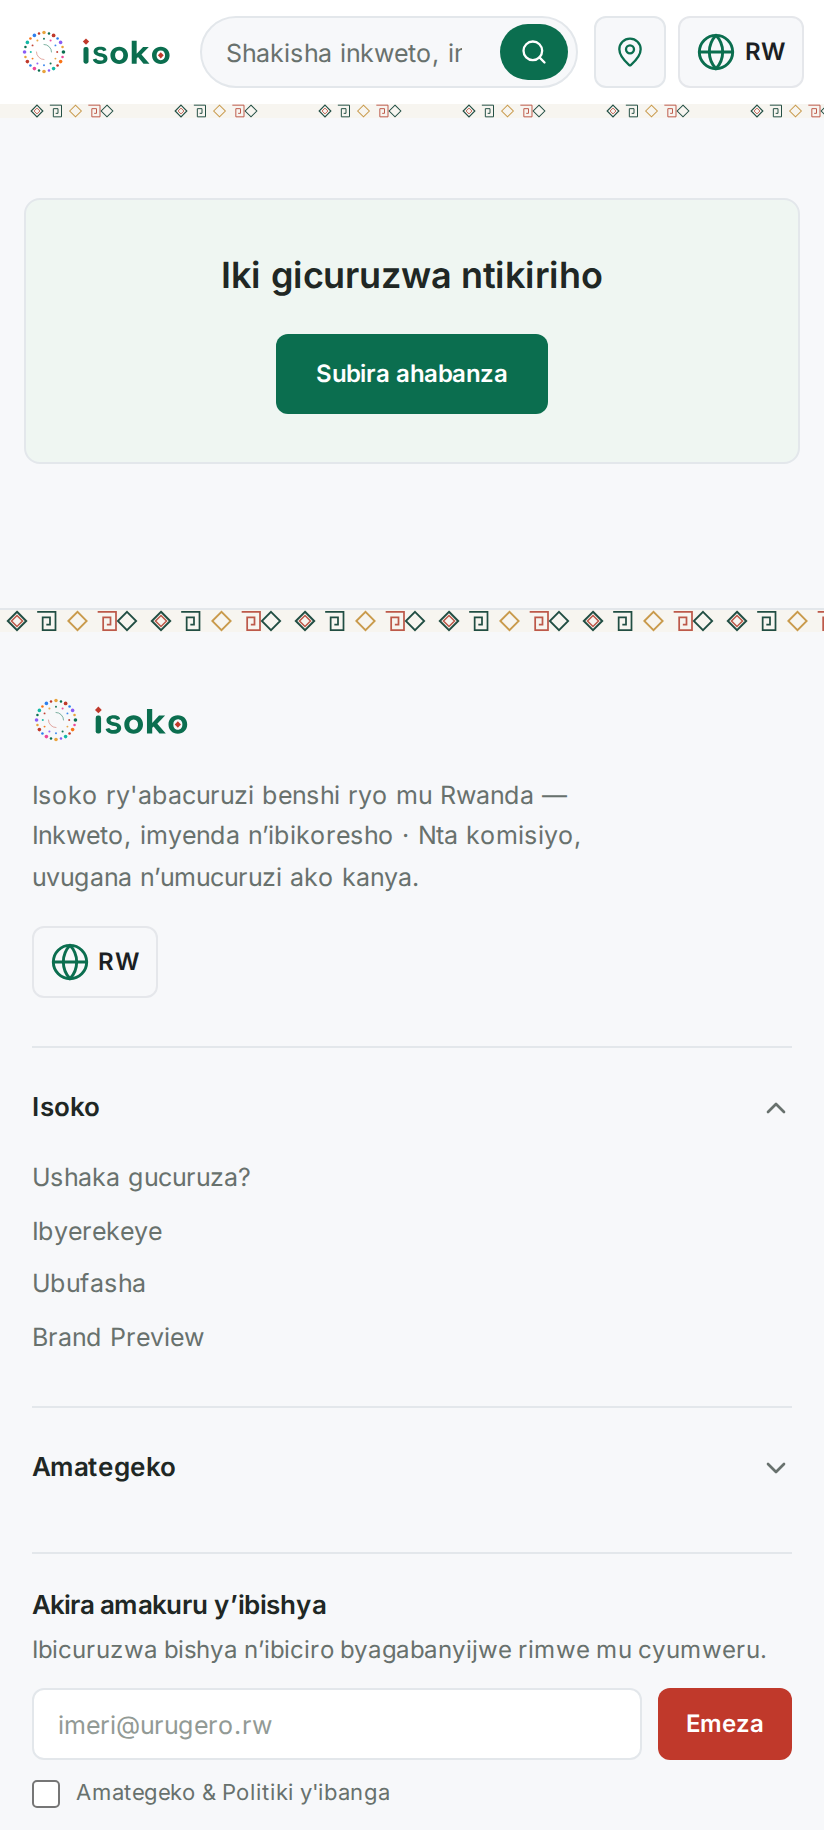 isoko
Shakisha inkweto, ir
RW
Iki gicuruzwa ntikiriho
Subira ahabanza
isoko
Isoko ry'abacuruzi benshi ryo mu Rwanda —
Inkweto, imyenda n’ibikoresho · Nta komisiyo,
uvugana n’umucuruzi ako kanya.
RW
Isoko
Ushaka gucuruza?
Ibyerekeye
Ubufasha
Brand Preview
Amategeko
Akira amakuru y’ibishya
Ibicuruzwa bishya n’ibiciro byagabanyijwe rimwe mu cyumweru.
imeri@urugero.rw
Emeza
Amategeko & Politiki y'ibanga